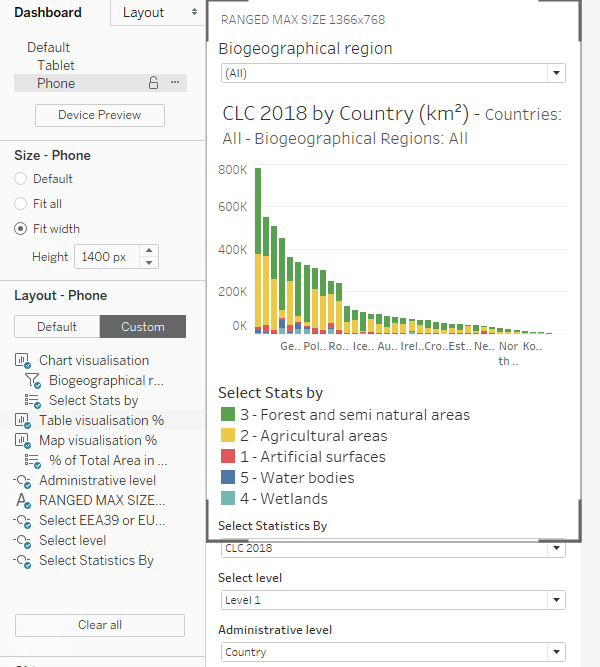 Dashboard
Layout
Default
Tablet
Phone
Device Preview
Size - Phone
Default
Fit all
Fit width
Height
1400 px
Layout - Phone
Default
Custom
Chart visualisation
Biogeographical r...
Select Stats by
Table visualisation %
Map visualisation %
% of Total Area in ...
Administrative level
RANGED MAX SIZE...
Select EEA39 or EU...
Select level
Select Statistics By
Clear all
RANGED MAX SIZE 1366x768
Biogeographical region
(All)
CLC 2018 by Country (km²) - Countries:
All - Biogeographical Regions: All
800K
600K
400K
200K
0K
Ge.. Pol.. Ro.. Ice.. Au.. Irel.. Cro.. Est.. Ne.. Nor Ko..
th ..
Select Stats by
3 - Forest and semi natural areas
2 - Agricultural areas
1 - Artificial surfaces
5 - Water bodies
4 - Wetlands
Select Statistics By
CLC 2018
Select level
Level 1
Administrative level
Country